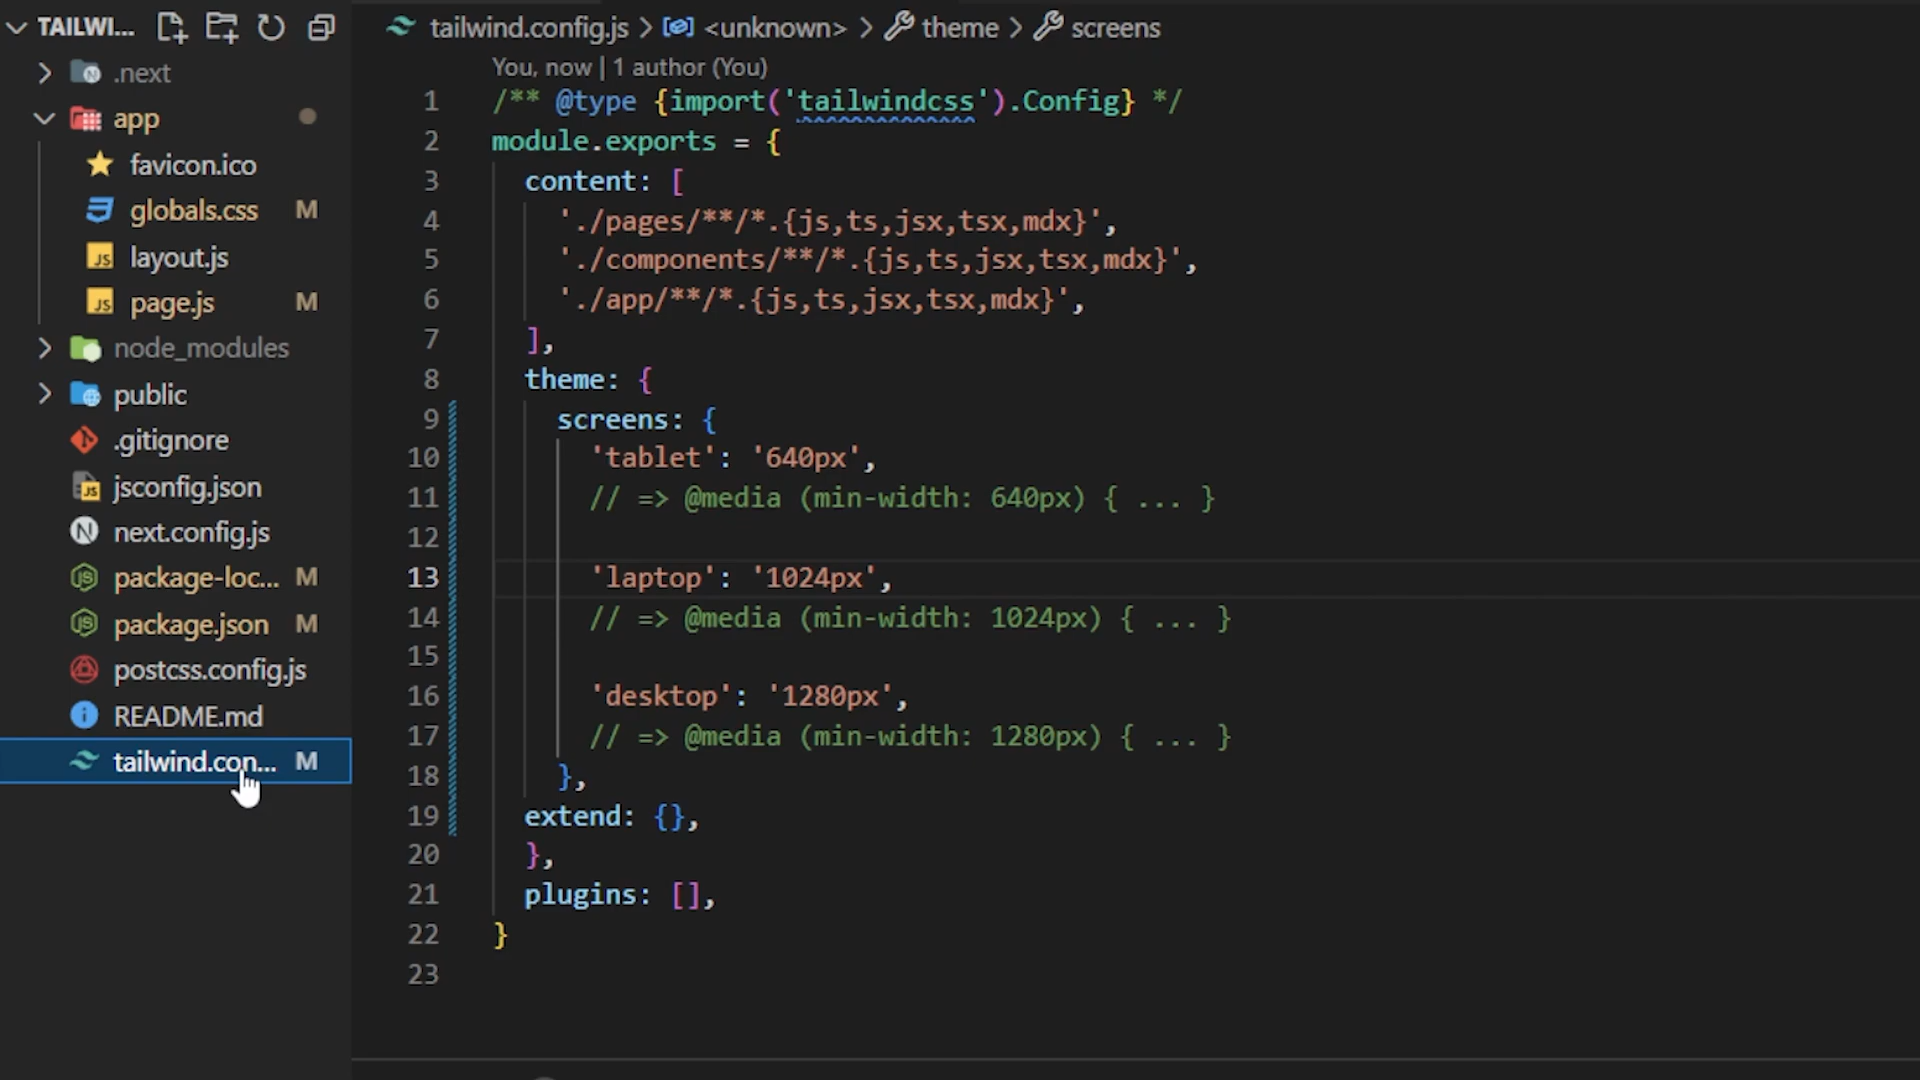 TAILWI...
.next
app
favicon.ico
globals.css M
layout.js
page.js M
node_modules
public
.gitignore
jsconfig.json
next.config.js
package-loc... M
package.json M
postcss.config.js
README.md
tailwind.con... M
tailwind.config.js > <unknown> > theme > screens
You, now | 1 author (You)
1 /** @type {import('tailwindcss').Config} */
2 module.exports = {
3 content: [
4 './pages/**/*.{js,ts,jsx,tsx,mdx}',
5 './components/**/*.{js,ts,jsx,tsx,mdx}',
6 './app/**/*.{js,ts,jsx,tsx,mdx}',
7 ],
8 theme: {
9 screens: {
10 'tablet': '640px',
11 // => @media (min-width: 640px) { ... }
12
13 'laptop': '1024px',
14 // => @media (min-width: 1024px) { ... }
15
16 'desktop': '1280px',
17 // => @media (min-width: 1280px) { ... }
18 },
19 extend: {},
20 },
21 plugins: [],
22 }
23